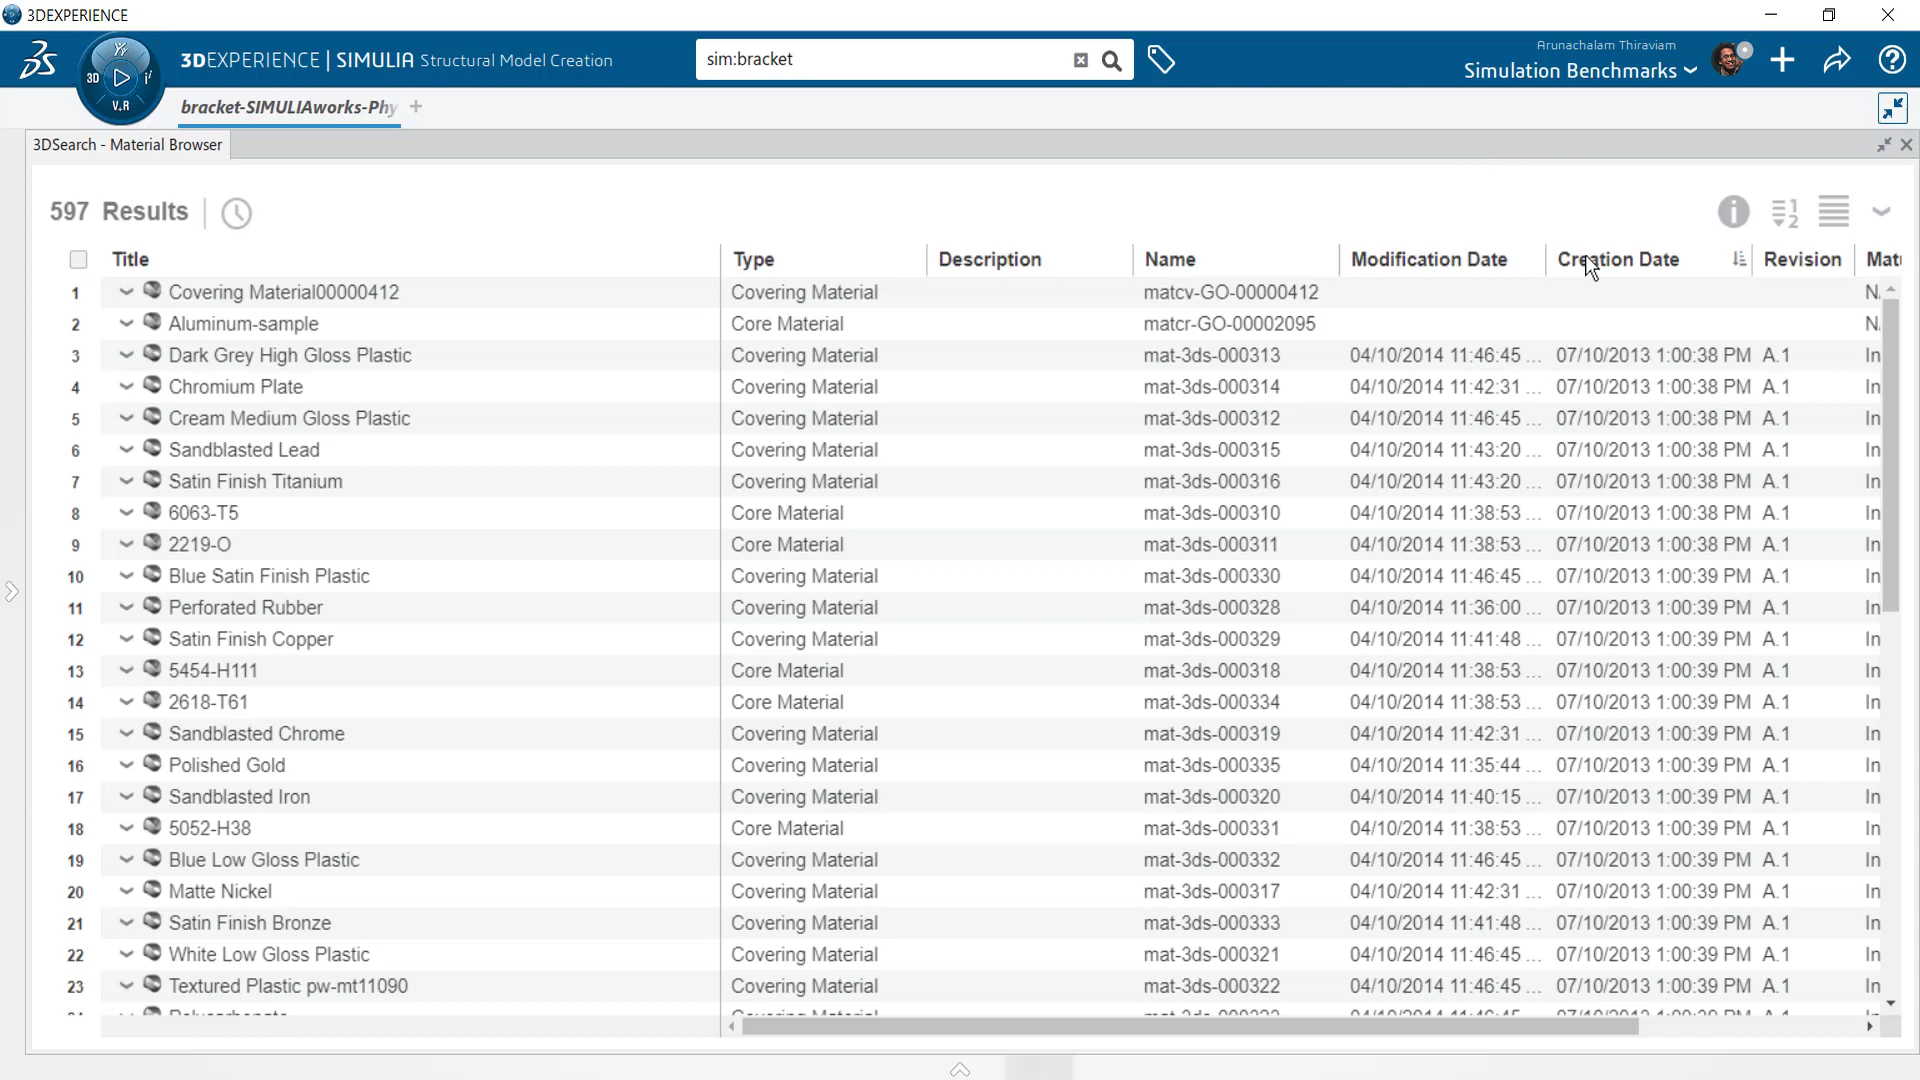 3DEXPERIENCE
3DEXPERIENCE | SIMULIA Structural Model Creation
sim:bracket
Arunachalam Thiraviam
Simulation Benchmarks
3D
V.R
bracket-SIMULIAworks-Phy
3DSearch - Material Browser
597 Results
Title Type Description Name Modification Date Creation Date Revision
1 Covering Material00000412 Covering Material matcv-GO-00000412
2 Aluminum-sample Core Material matcr-GO-00002095
3 Dark Grey High Gloss Plastic Covering Material mat-3ds-000313 04/10/2014 11:46:45 ... 07/10/2013 1:00:38 PM A.1 In
4 Chromium Plate Covering Material mat-3ds-000314 04/10/2014 11:42:31 ... 07/10/2013 1:00:38 PM A.1 In
5 Cream Medium Gloss Plastic Covering Material mat-3ds-000312 04/10/2014 11:46:45 ... 07/10/2013 1:00:38 PM A.1 In
6 Sandblasted Lead Covering Material mat-3ds-000315 04/10/2014 11:43:20 ... 07/10/2013 1:00:38 PM A.1 In
7 Satin Finish Titanium Covering Material mat-3ds-000316 04/10/2014 11:43:20 ... 07/10/2013 1:00:38 PM A.1 In
8 6063-T5 Core Material mat-3ds-000310 04/10/2014 11:38:53 ... 07/10/2013 1:00:38 PM A.1 In
9 2219-O Core Material mat-3ds-000311 04/10/2014 11:38:53 ... 07/10/2013 1:00:38 PM A.1 In
10 Blue Satin Finish Plastic Covering Material mat-3ds-000330 04/10/2014 11:46:45 ... 07/10/2013 1:00:39 PM A.1 In
11 Perforated Rubber Covering Material mat-3ds-000328 04/10/2014 11:36:00 ... 07/10/2013 1:00:39 PM A.1 In
12 Satin Finish Copper Covering Material mat-3ds-000329 04/10/2014 11:41:48 ... 07/10/2013 1:00:39 PM A.1 In
13 5454-H111 Core Material mat-3ds-000318 04/10/2014 11:38:53 ... 07/10/2013 1:00:39 PM A.1 In
14 2618-T61 Core Material mat-3ds-000334 04/10/2014 11:38:53 ... 07/10/2013 1:00:39 PM A.1 In
15 Sandblasted Chrome Covering Material mat-3ds-000319 04/10/2014 11:42:31 ... 07/10/2013 1:00:39 PM A.1 In
16 Polished Gold Covering Material mat-3ds-000335 04/10/2014 11:35:44 ... 07/10/2013 1:00:39 PM A.1 In
17 Sandblasted Iron Covering Material mat-3ds-000320 04/10/2014 11:40:15 ... 07/10/2013 1:00:39 PM A.1 In
18 5052-H38 Core Material mat-3ds-000331 04/10/2014 11:38:53 ... 07/10/2013 1:00:39 PM A.1 In
19 Blue Low Gloss Plastic Covering Material mat-3ds-000332 04/10/2014 11:46:45 ... 07/10/2013 1:00:39 PM A.1 In
20 Matte Nickel Covering Material mat-3ds-000317 04/10/2014 11:42:31 ... 07/10/2013 1:00:39 PM A.1 In
21 Satin Finish Bronze Covering Material mat-3ds-000333 04/10/2014 11:41:48 ... 07/10/2013 1:00:39 PM A.1 In
22 White Low Gloss Plastic Covering Material mat-3ds-000321 04/10/2014 11:46:45 ... 07/10/2013 1:00:39 PM A.1 In
23 Textured Plastic pw-mt11090 Covering Material mat-3ds-000322 04/10/2014 11:46:45 ... 07/10/2013 1:00:39 PM A.1 In